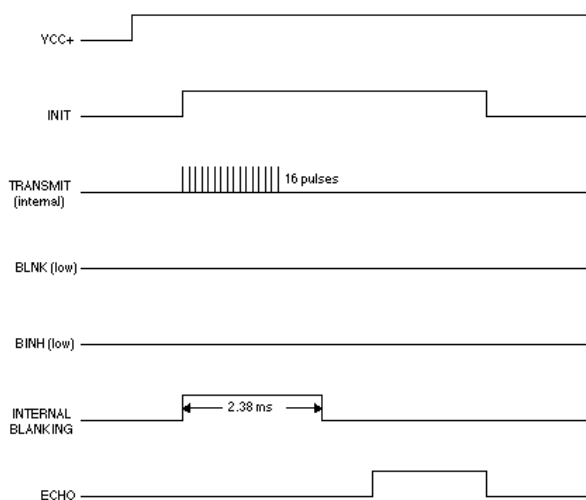 VCC+
INIT
TRANSMIT
(internal)
16 pulses
BLNK (low)
BINH (low)
INTERNAL
BLANKING
2.38 ms
ECHO